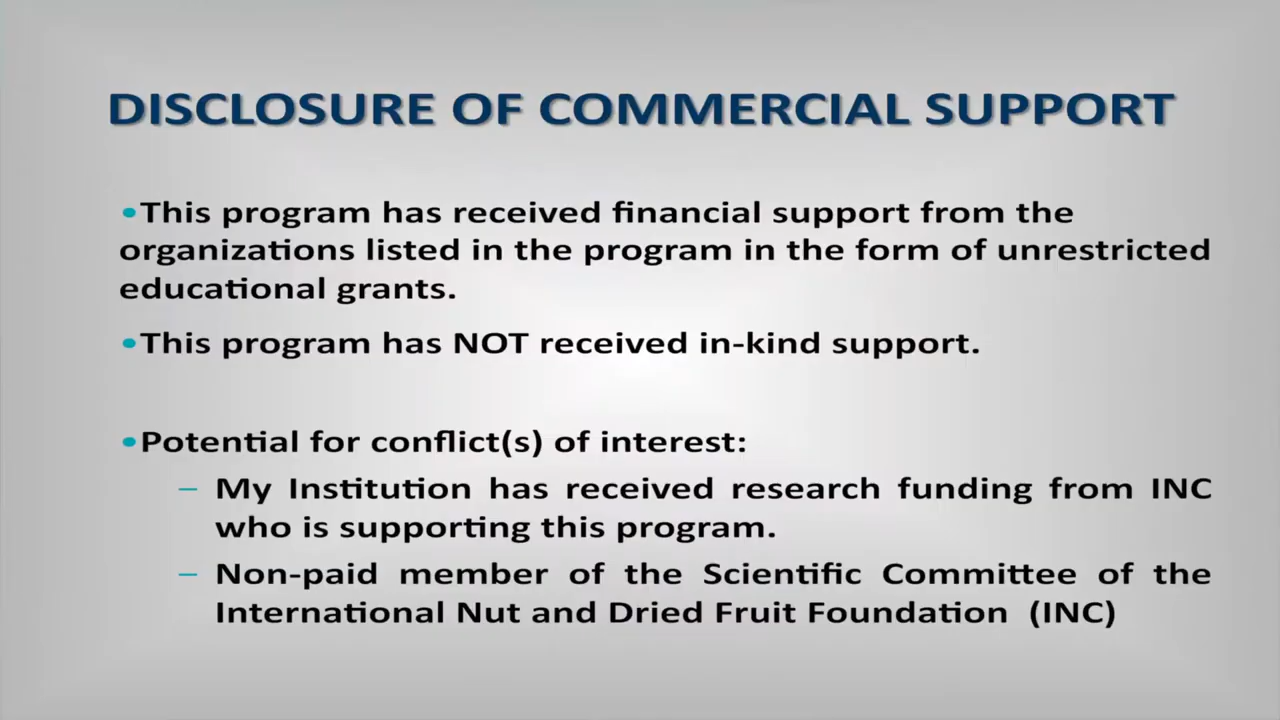 DISCLOSURE OF COMMERCIAL SUPPORT
•This program has received financial support from the
organizations listed in the program in the form of unrestricted
educational grants.
•This program has NOT received in-kind support.
•Potential for conflict(s) of interest:
– My Institution has received research funding from INC
who is supporting this program.
– Non-paid member of the Scientific Committee of the
International Nut and Dried Fruit Foundation (INC)